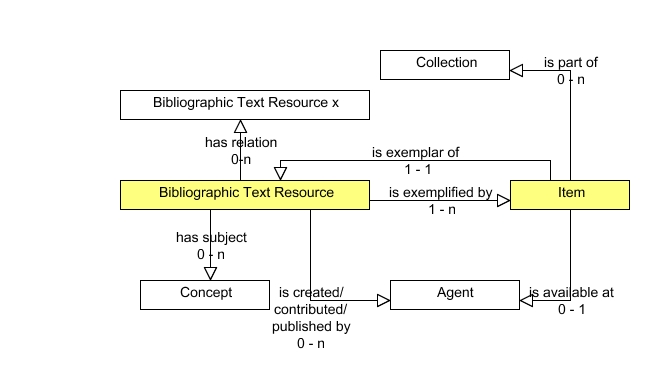 Collection
is part of
0 - n
Bibliographic Text Resource x
has relation
0-n
is exemplar of
1 - 1
Bibliographic Text Resource
is exemplified by
1 - n
Item
has subject
0 - n
Concept
is created/
contributed/
published by
0 - n
Agent
is available at
0 - 1